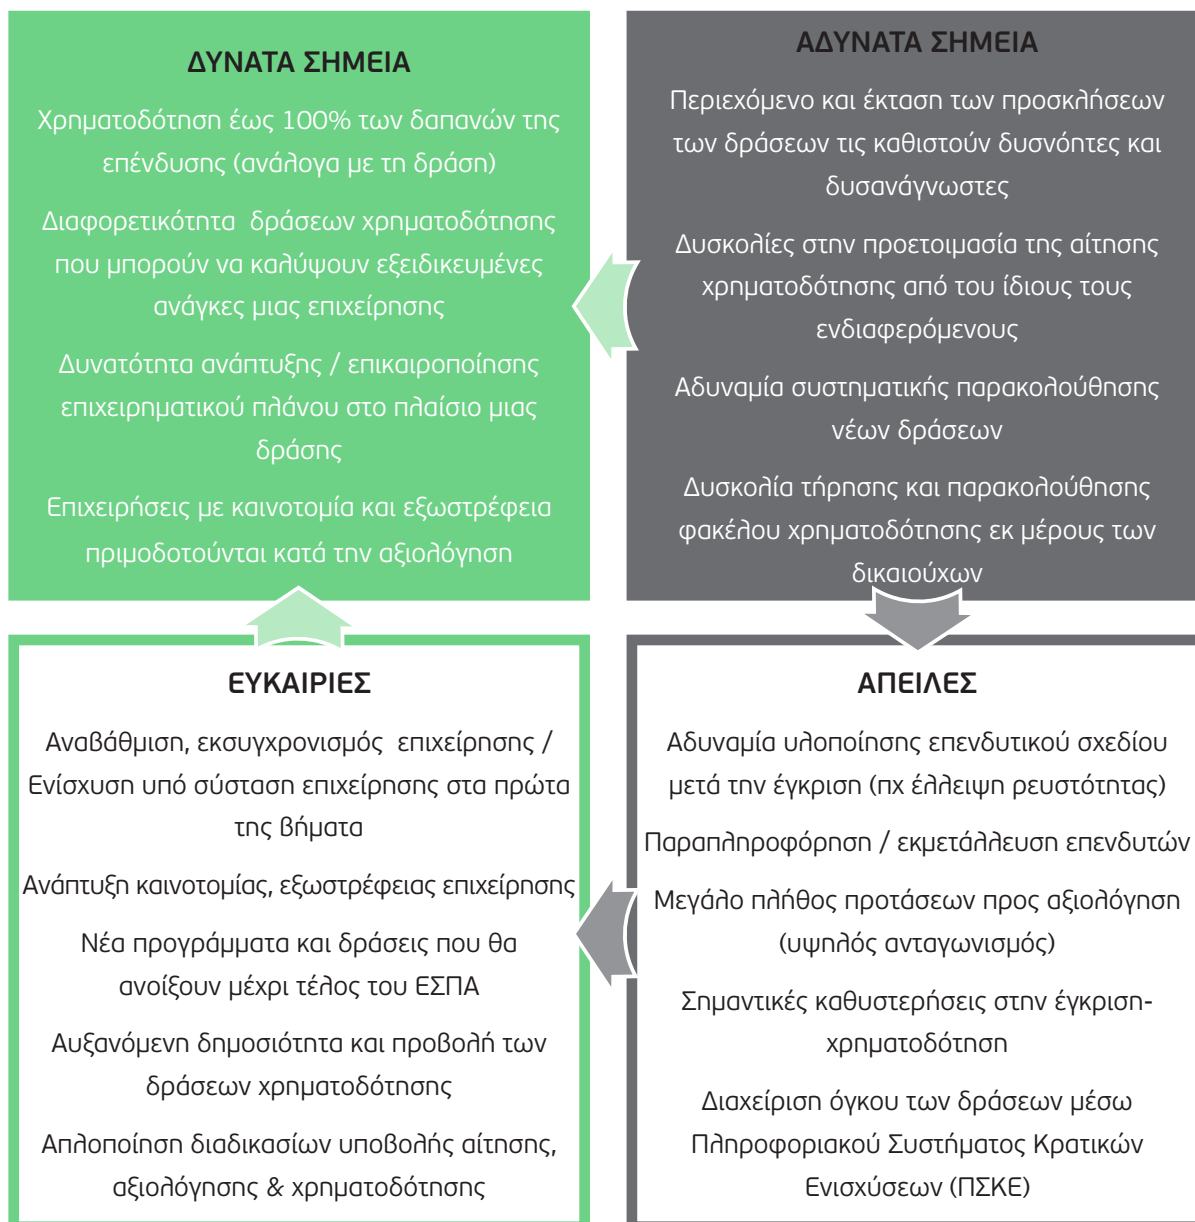 ΔΥΝΑΤΑ ΣΗΜΕΙΑ
Χρηματοδότηση έως 100% των δαπανών της
επένδυσης (ανάλογα με τη δράση)
Διαφορετικότητα δράσεων χρηματοδότησης
που μπορούν να καλύψουν εξειδικευμένες
ανάγκες μιας επιχείρησης
Δυνατότητα ανάπτυξης / επικαιροποίησης
επιχειρηματικού πλάνου στο πλαίσιο μιας
δράσης
Επιχειρήσεις με καινοτομία και εξωστρέφεια
πριμοδοτούνται κατά την αξιολόγηση
ΑΔΥΝΑΤΑ ΣΗΜΕΙΑ
Περιεχόμενο και έκταση των προσκλήσεων
των δράσεων τις καθιστούν δυσνόητες και
δυσανάγνωστες
Δυσκολίες στην προετοιμασία της αίτησης
χρηματοδότησης από του ίδιους τους
ενδιαφερόμενους
Αδυναμία συστηματικής παρακολούθησης
νέων δράσεων
Δυσκολία τήρησης και παρακολούθησης
φακέλου χρηματοδότησης εκ μέρους των
δικαιούχων
ΕΥΚΑΙΡΙΕΣ
Αναβάθμιση, εκσυγχρονισμός επιχείρησης /
Ενίσχυση υπό σύσταση επιχείρησης στα πρώτα
της βήματα
Ανάπτυξη καινοτομίας, εξωστρέφειας επιχείρησης
Νέα προγράμματα και δράσεις που θα
ανοίξουν μέχρι τέλος του ΕΣΠΑ
Αυξανόμενη δημοσιότητα και προβολή των
δράσεων χρηματοδότησης
Απλοποίηση διαδικασίων υποβολής αίτησης,
αξιολόγησης & χρηματοδότησης
ΑΠΕΙΛΕΣ
Αδυναμία υλοποίησης επενδυτικού σχεδίου
μετά την έγκριση (πχ έλλειψη ρευστότητας)
Παραπληροφόρηση / εκμετάλλευση επενδυτών
Μεγάλο πλήθος προτάσεων προς αξιολόγηση
(υψηλός ανταγωνισμός)
Σημαντικές καθυστερήσεις στην έγκριση-
χρηματοδότηση
Διαχείριση όγκου των δράσεων μέσω
Πληροφοριακού Συστήματος Κρατικών
Ενισχύσεων (ΠΣΚΕ)